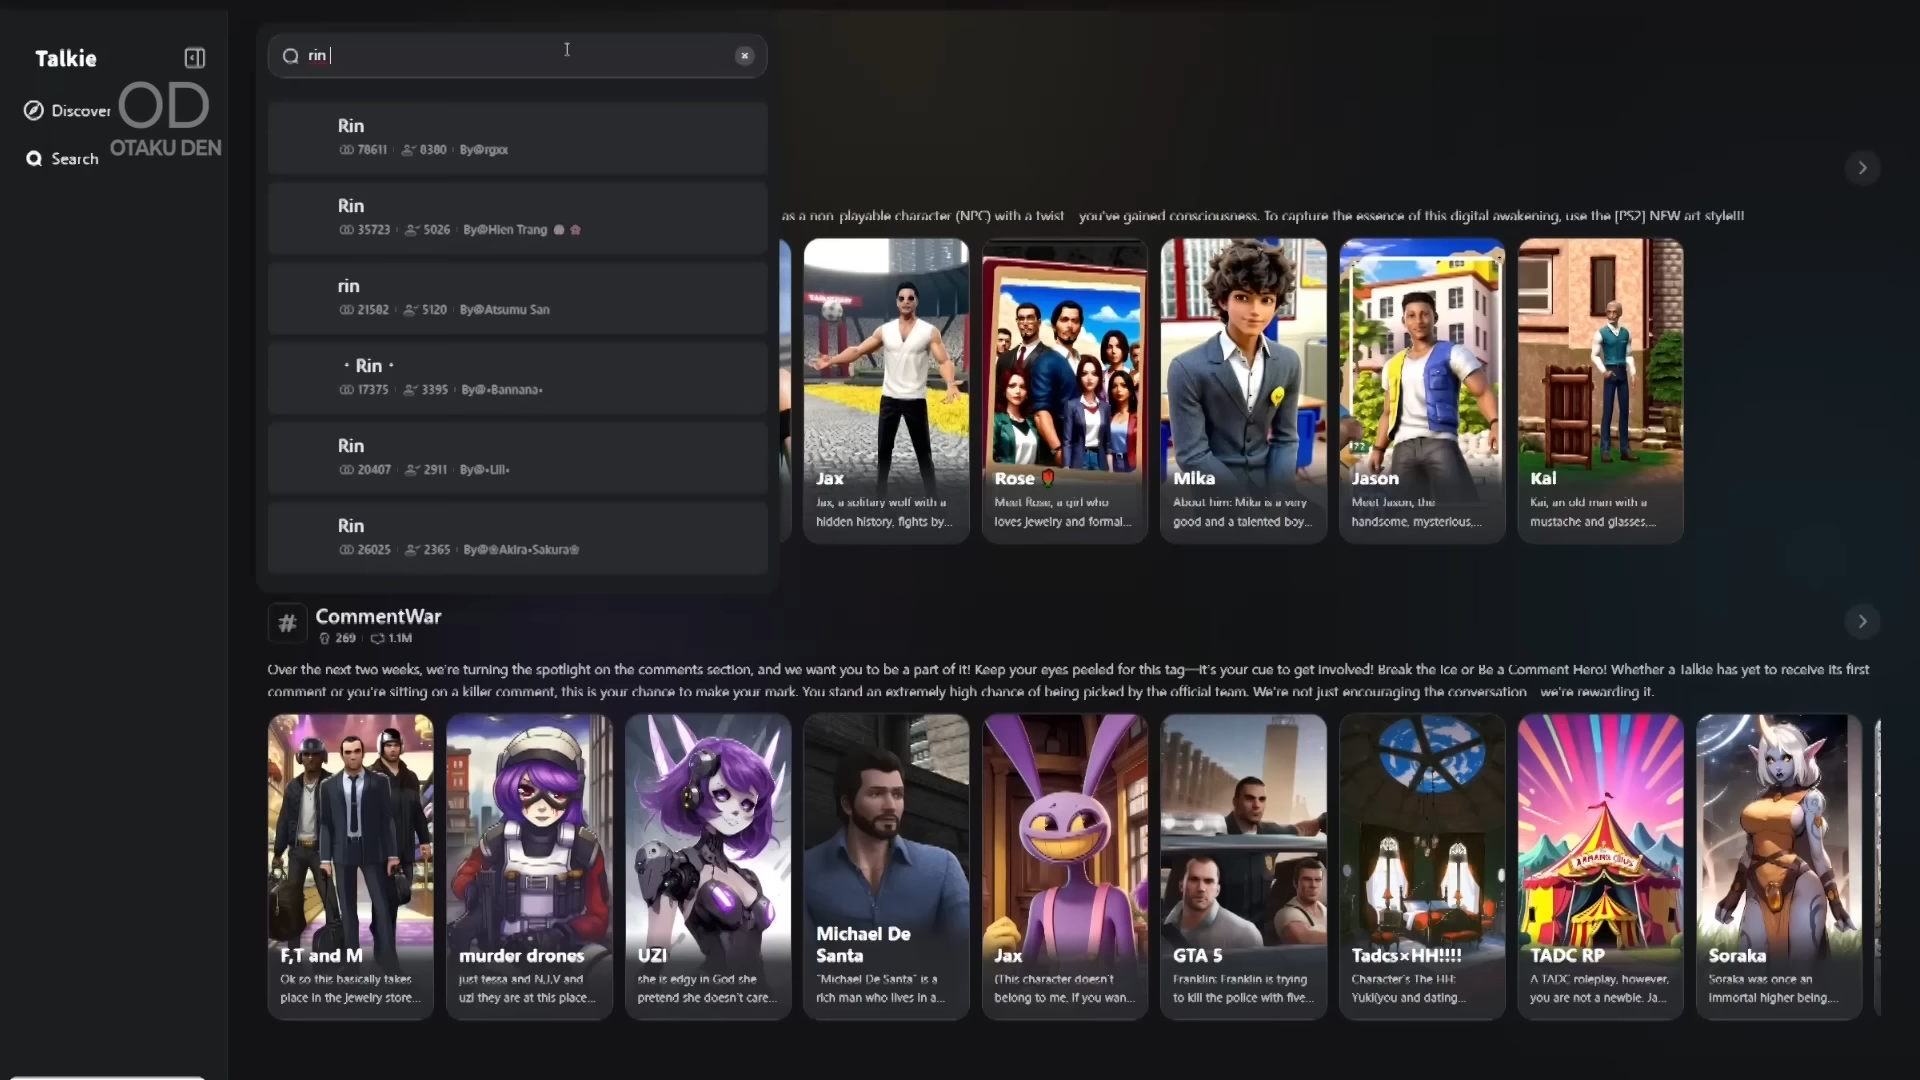 Talkie
Discover
OD
OTAKU DEN
Search
rin
Rin
78611 8380 By@rgxx
Rin
35723 5026 By@Hien Trang
rin
21582 5120 By@Atsumu San
• Rin •
17375 3395 By@•Bannana•
Rin
20407 2911 By@•Lili•
Rin
26025 2365 By@❀Akira•Sakura❀
as a non playable character (NPC) with a twist you've gained consciousness. To capture the essence of this digital awakening, use the [PS2] NEW art style!!!
Jax
Jax, a solitary wolf with a
hidden history, fights by...
Rose 🌹
Meet Rose, a girl who
loves jewelry and formal...
Mika
About him: Mika is a very
good and a talented boy...
Jason
Meet Jason, the
handsome, mysterious,...
Kai
Kai, an old man with a
mustache and glasses,...
# CommentWar
269 1.1M
Over the next two weeks, we're turning the spotlight on the comments section, and we want you to be a part of it! Keep your eyes peeled for this tag—it's your cue to get involved! Break the Ice or Be a Comment Hero! Whether a Talkie has yet to receive its first
comment or you're sitting on a killer comment, this is your chance to make your mark. You stand an extremely high chance of being picked by the official team. We're not just encouraging the conversation we're rewarding it.
F,T and M
Ok so this basically takes
place in the jewelry store...
murder drones
just tessa and N,J,V and
uzi they are at this place...
UZI
she is edgy in God she
pretend she doesn't care...
Michael De
Santa
"Michael De Santa" is a
rich man who lives in a...
Jax
(This character doesn't
belong to me, if you wan...
GTA 5
Franklin: Franklin is trying
to kill the police with five...
Tadcs×HH!!!!
Character's The HH:
Yuki(you and dating...
TADC RP
A TADC roleplay, however,
you are not a newbie. Ja...
Soraka
Soraka was once an
immortal higher being,...